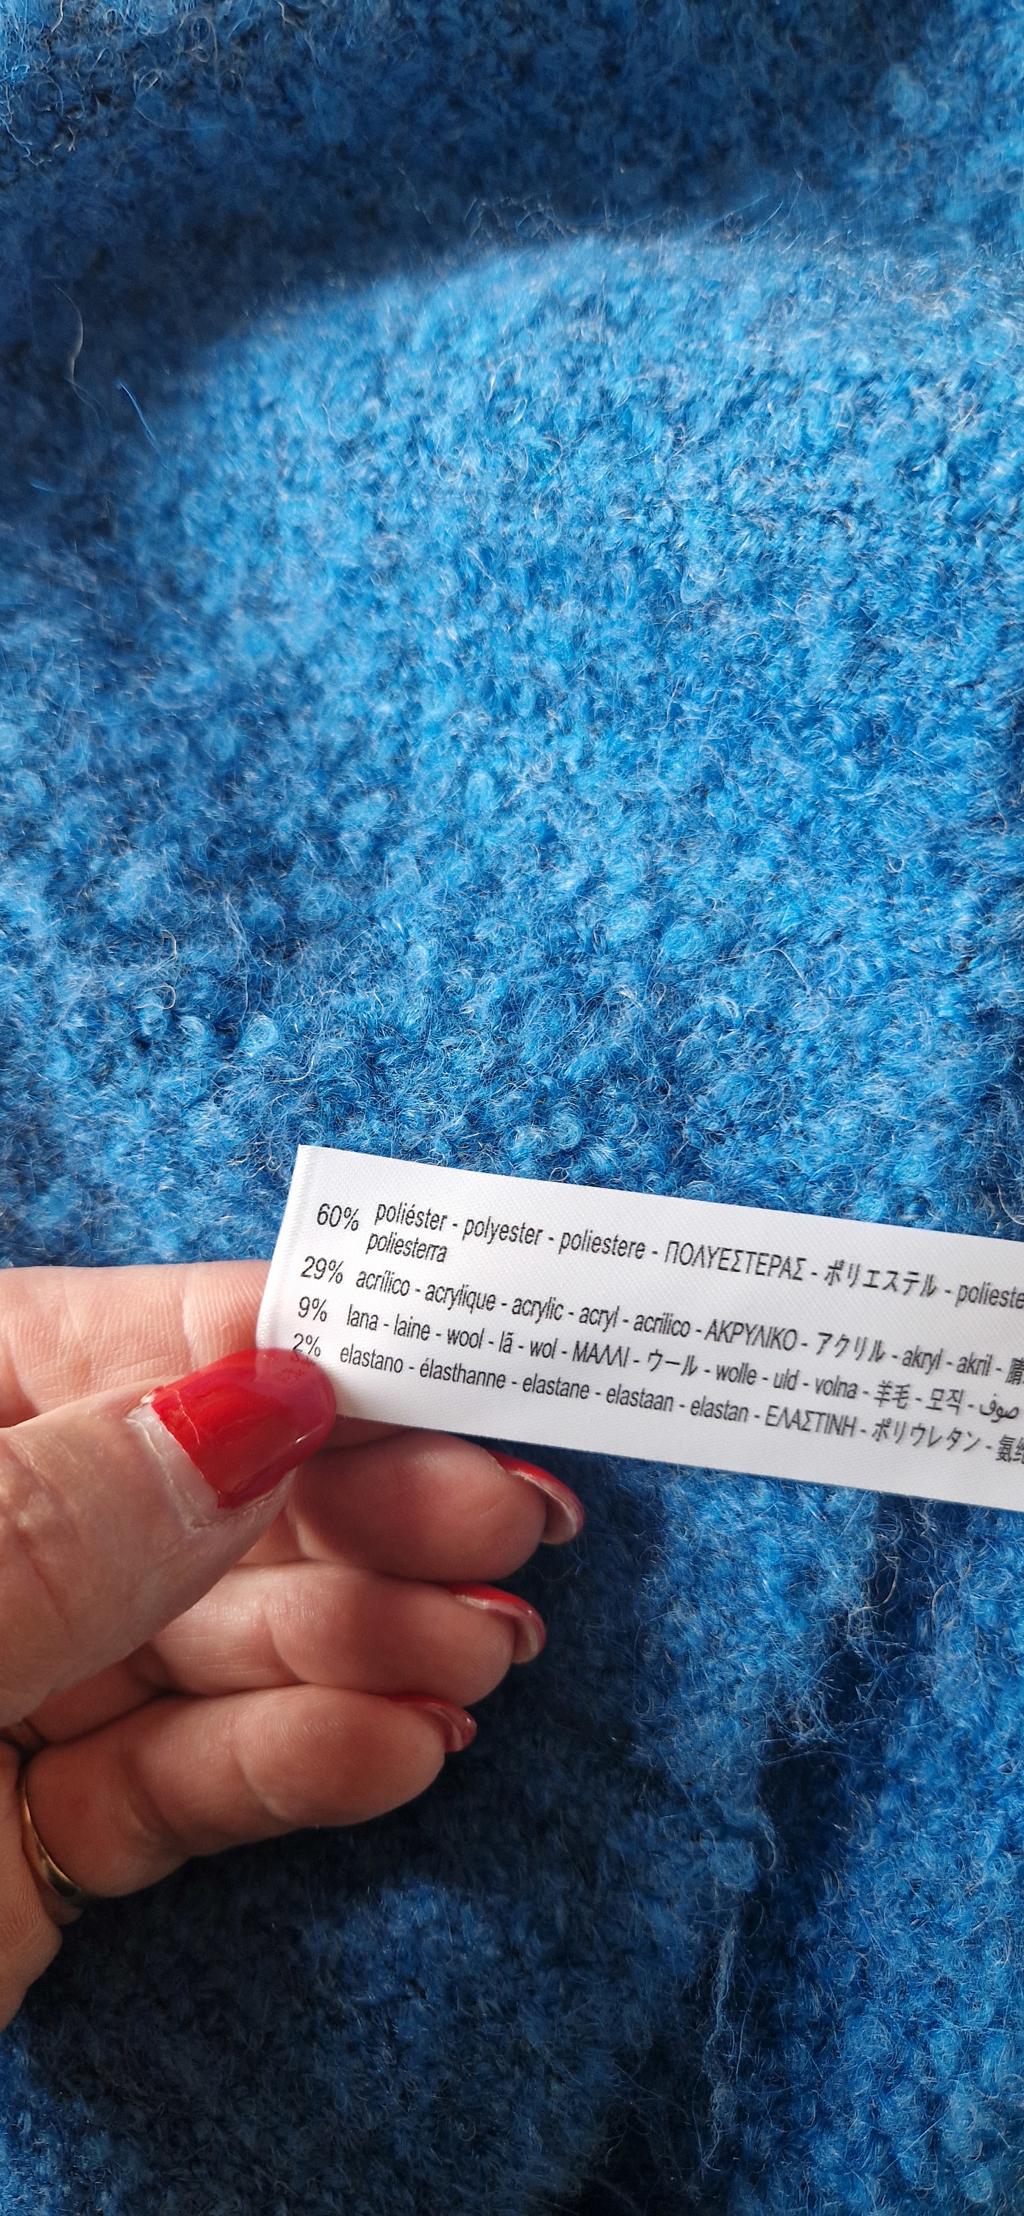 60% poliéster - polyester - poliestere - ΠΟΛΥΕΣΤΕΡΑΣ - ポリエステル -
poliesterra
29% acrílico - acrylique - acrylic - acryl - acrílico - ΑΚΡΥΛΙΚΟ - アクリル - akryl - akril -
9% lana - laine - wool - lã - wol - ΜΑΛΛΙ - ウール - wolle - uld - volna - 羊毛 - 모직 - صوف
2% elastano - élasthanne - elastane - elastaan - elastan - ΕΛΑΣΤΙΝΗ - ポリウレタン -